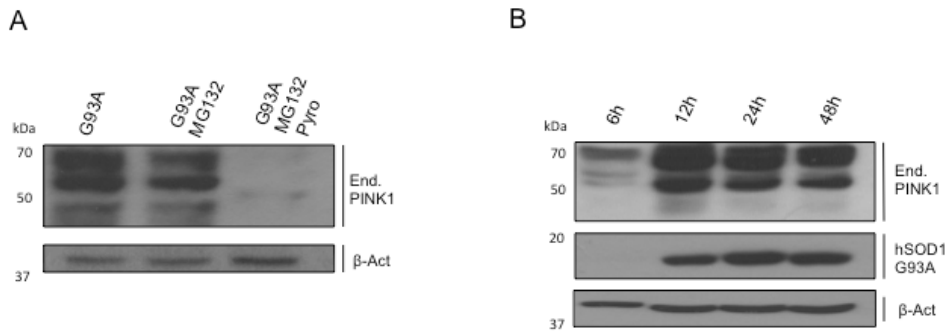 A
G93A
G93A
MG132
G93A
MG132
Pyro
kDa
70
50
End.
PINK1
β-Act
37
B
6h
12h
24h
48h
kDa
70
50
End.
PINK1
20
hSOD1
G93A
β-Act
37